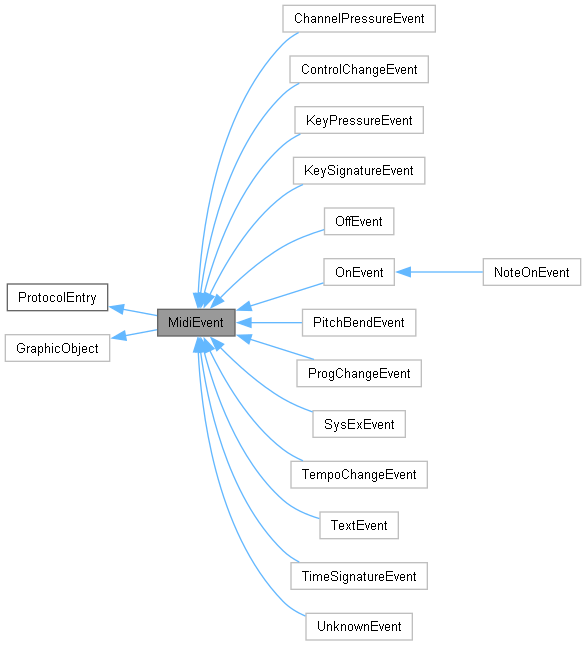 ChannelPressureEvent
ControlChangeEvent
KeyPressureEvent
KeySignatureEvent
OffEvent
OnEvent
NoteOnEvent
ProtocolEntry
MidiEvent
PitchBendEvent
GraphicObject
ProgChangeEvent
SysExEvent
TempoChangeEvent
TextEvent
TimeSignatureEvent
UnknownEvent